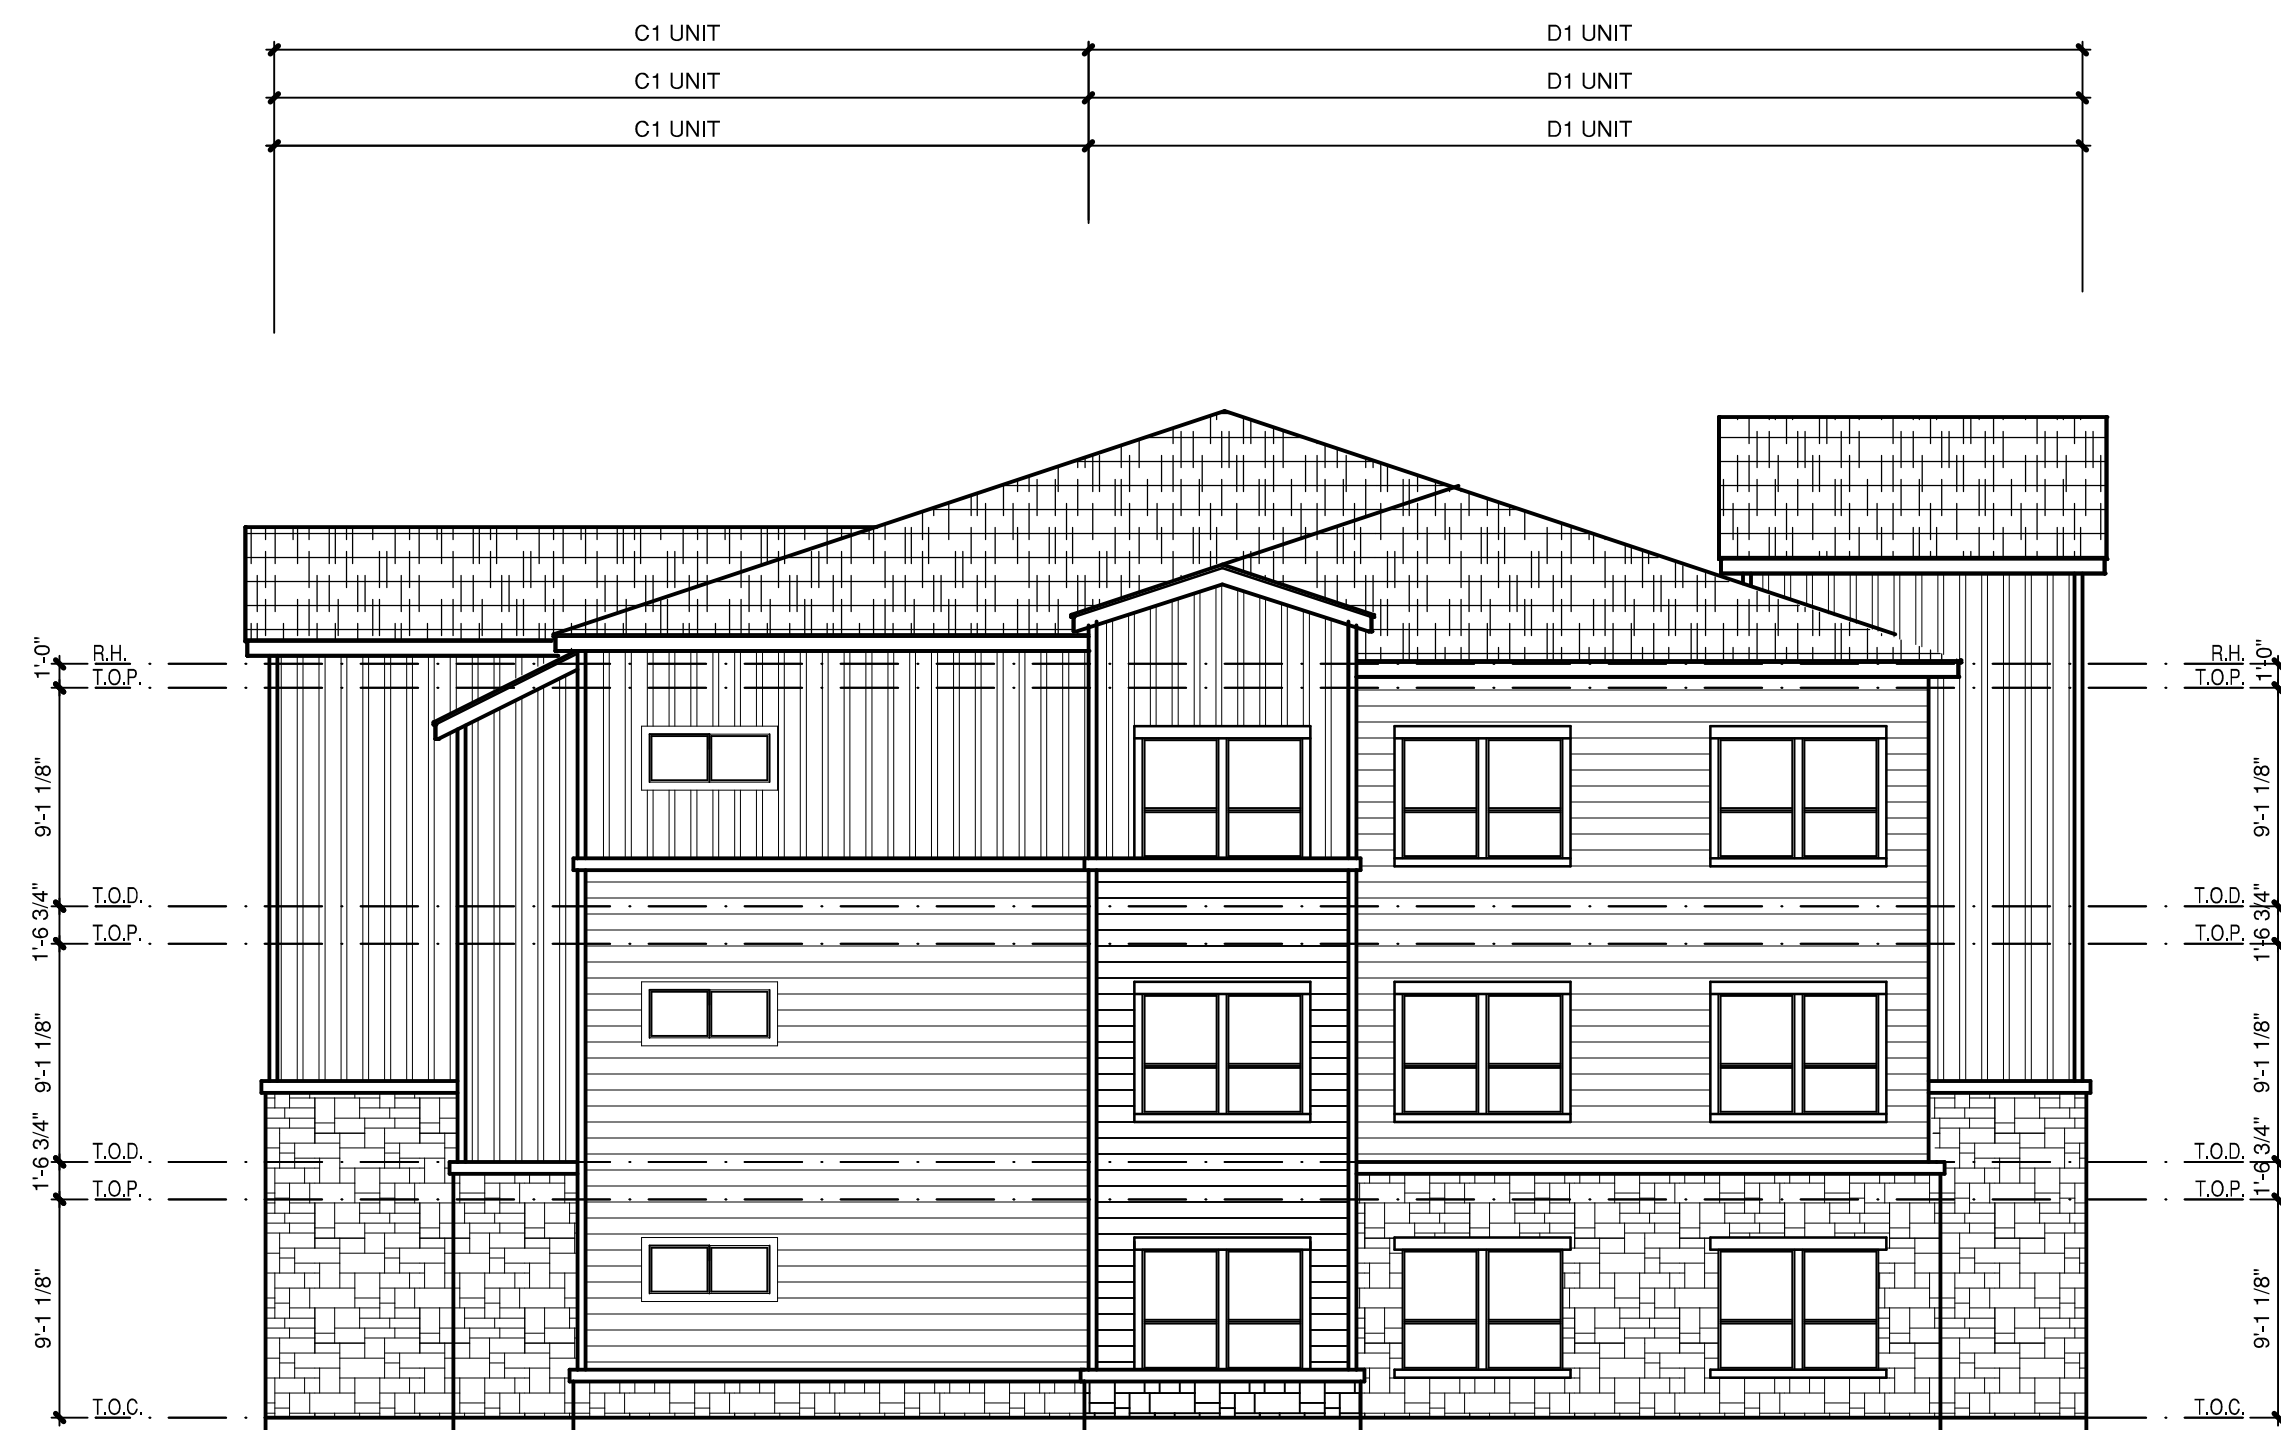 C1 UNIT D1 UNIT
C1 UNIT D1 UNIT
C1 UNIT D1 UNIT
1'-0" R.H. R.H. 1'-0"
T.O.P. T.O.P.
9'-1 1/8" 9'-1 1/8"
T.O.D. T.O.D.
1'-6 3/4" 1'-6 3/4"
T.O.P. T.O.P.
9'-1 1/8" 9'-1 1/8"
T.O.D. T.O.D.
1'-6 3/4" 1'-6 3/4"
T.O.P. T.O.P.
9'-1 1/8" 9'-1 1/8"
T.O.C. T.O.C.